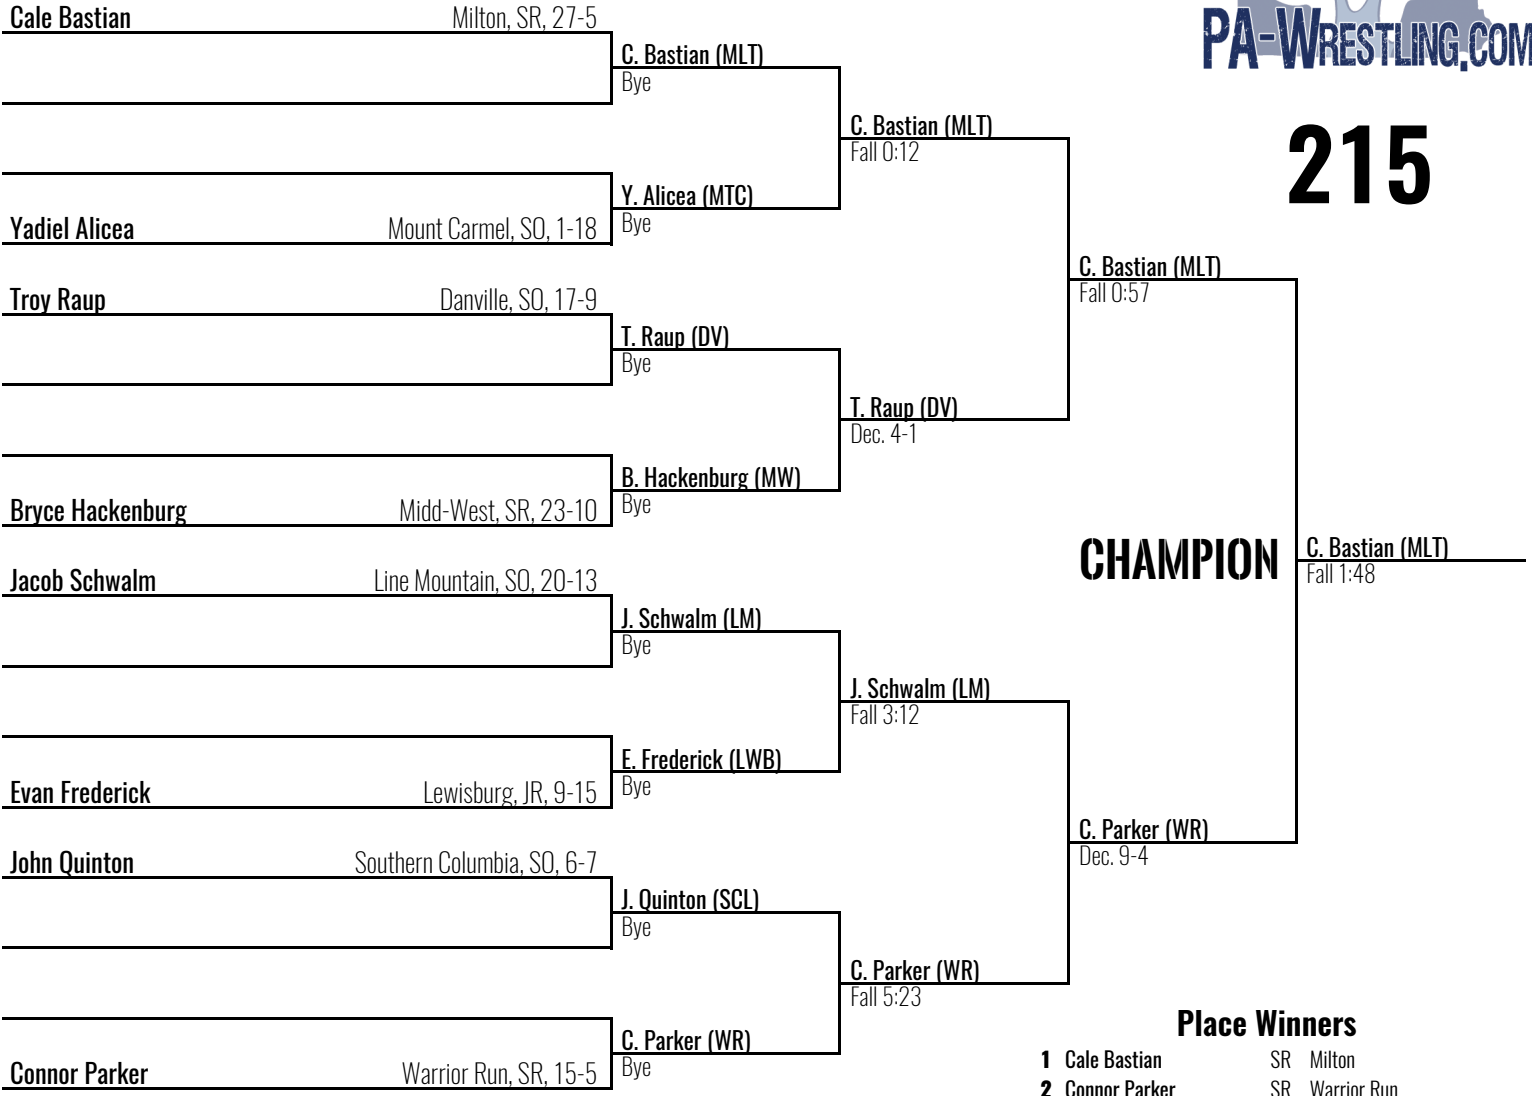 Cale Bastian Milton, SR, 27-5
C. Bastian (MLT)
Bye
C. Bastian (MLT)
Fall 0:12
Y. Alicea (MTC)
Bye
Yadiel Alicea Mount Carmel, SO, 1-18
C. Bastian (MLT)
Fall 0:57
Troy Raup Danville, SO, 17-9
T. Raup (DV)
Bye
T. Raup (DV)
Dec. 4-1
B. Hackenburg (MW)
Bye
Bryce Hackenburg Midd-West, SR, 23-10
CHAMPION
C. Bastian (MLT)
Fall 1:48
Jacob Schwalm Line Mountain, SO, 20-13
J. Schwalm (LM)
Bye
J. Schwalm (LM)
Fall 3:12
E. Frederick (LWB)
Bye
Evan Frederick Lewisburg, JR, 9-15
C. Parker (WR)
Dec. 9-4
John Quinton Southern Columbia, SO, 6-7
J. Quinton (SCL)
Bye
C. Parker (WR)
Fall 5:23
C. Parker (WR)
Bye
Connor Parker Warrior Run, SR, 15-5
PA-WRESTLING.COM
215
Place Winners
1 Cale Bastian SR Milton
2 Connor Parker SR Warrior Run